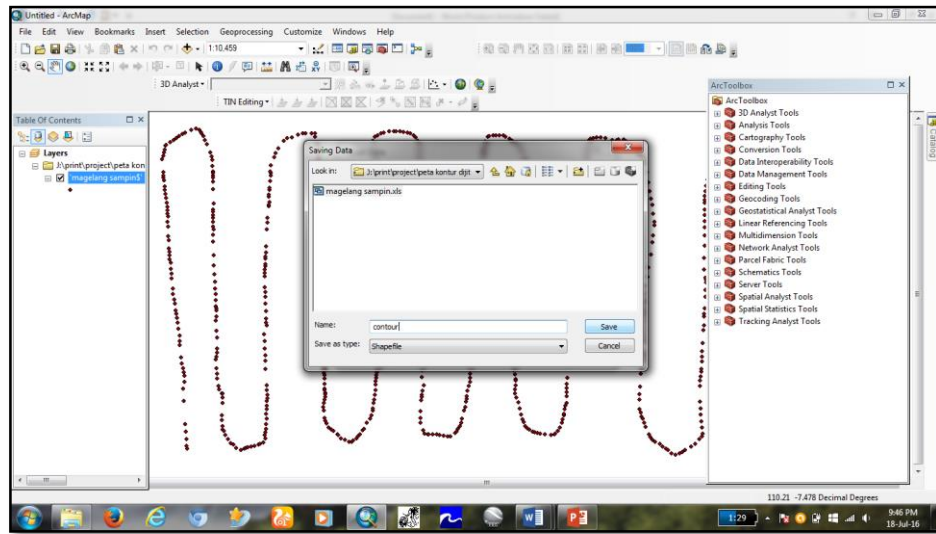 Untitled - ArcMap
File Edit View Bookmarks Insert Selection Geoprocessing Customize Windows Help
1:10.459
3D Analyst
TIN Editing
Table Of Contents
Layers
J:\print\project\peta kon
'magelang sampin$'
Saving Data
Look in: J:\print\project\peta kontur dijit
magelang sampin.xls
Name: contour
Save as type: Shapefile
Save
Cancel
ArcToolbox
ArcToolbox
3D Analyst Tools
Analysis Tools
Cartography Tools
Conversion Tools
Data Interoperability Tools
Data Management Tools
Editing Tools
Geocoding Tools
Geostatistical Analyst Tools
Linear Referencing Tools
Multidimension Tools
Network Analyst Tools
Parcel Fabric Tools
Schematics Tools
Server Tools
Spatial Analyst Tools
Spatial Statistics Tools
Tracking Analyst Tools
Catalog
110.21 -7.478 Decimal Degrees
1:29
9:46 PM
18-Jul-16